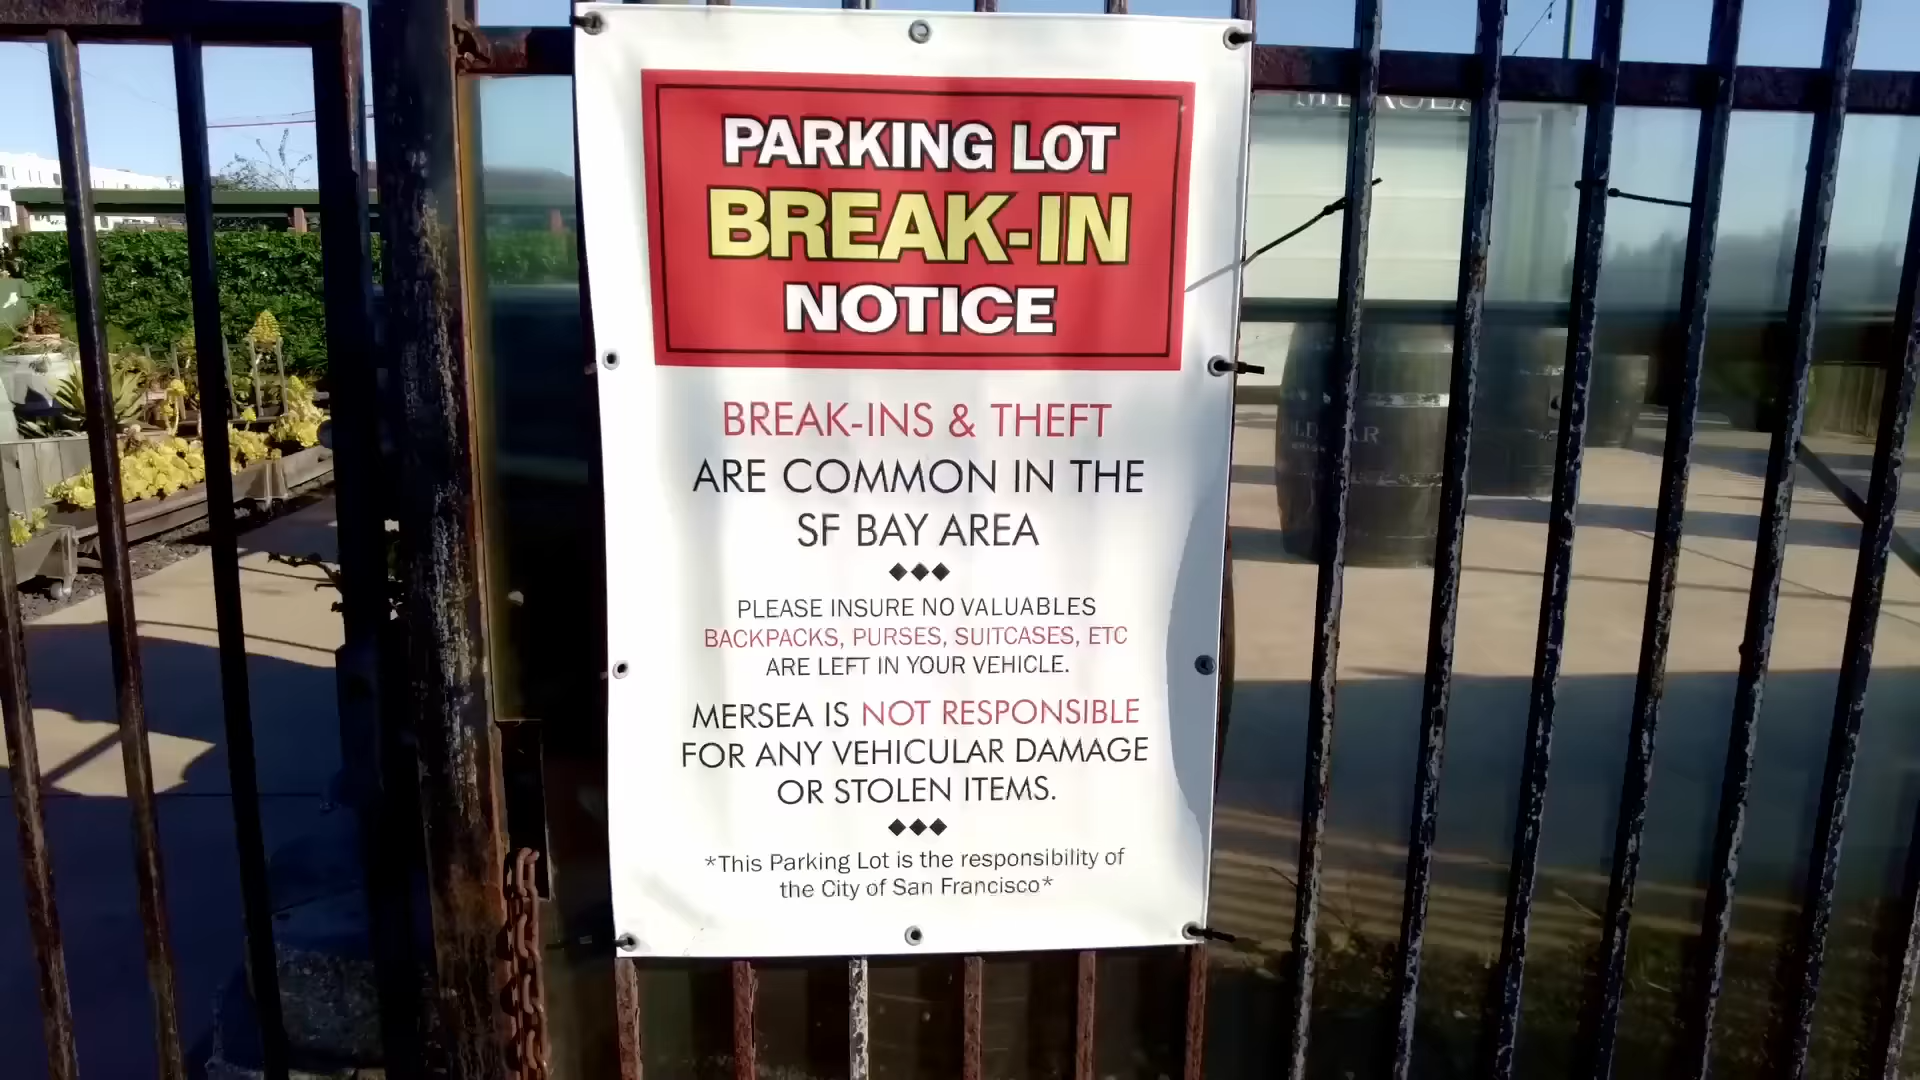 PARKING LOT
BREAK-IN
NOTICE
BREAK-INS & THEFT
ARE COMMON IN THE
SF BAY AREA
PLEASE INSURE NO VALUABLES
BACKPACKS, PURSES, SUITCASES, ETC
ARE LEFT IN YOUR VEHICLE.
MERSEA IS NOT RESPONSIBLE
FOR ANY VEHICULAR DAMAGE
OR STOLEN ITEMS.
*This Parking Lot is the responsibility of
the City of San Francisco*